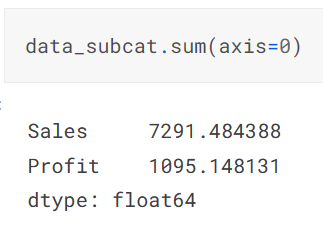 data_subcat.sum(axis=0)
Sales 7291.484388
Profit 1095.148131
dtype: float64